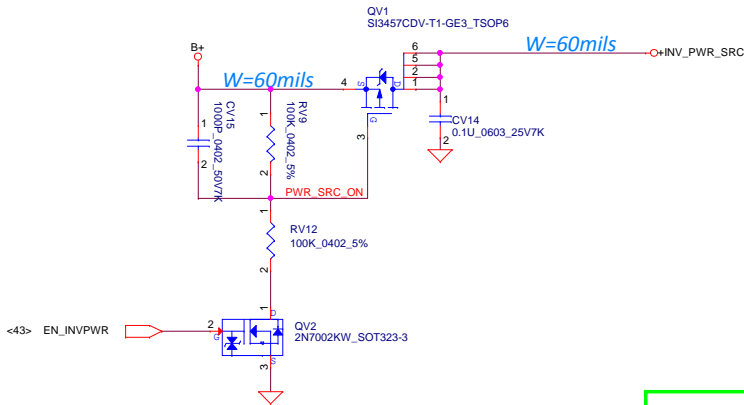 QV1
SI3457CDV-T1-GE3_TSOP6
B+
W=60mils
W=60mils
+INV_PWR_SRC
4
S
D
G
6
5
2
1
3
1
2
CV15
1000P_0402_50V7K
1
2
RV9
100K_0402_5%
1
2
CV14
0.1U_0603_25V7K
PWR_SRC_ON
1
2
RV12
100K_0402_5%
<43> EN_INVPWR
2
G
1
D
S
3
QV2
2N7002KW_SOT323-3